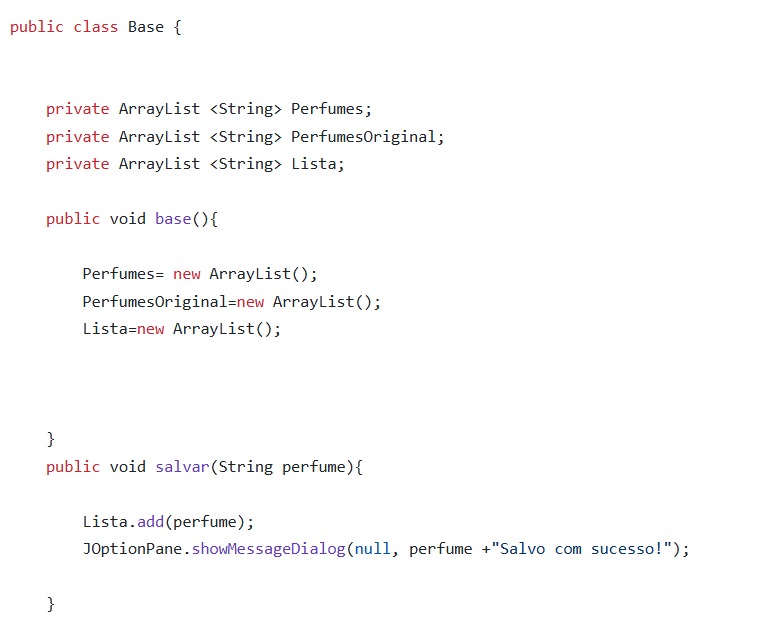 public class Base {
private ArrayList <String> Perfumes;
private ArrayList <String> PerfumesOriginal;
private ArrayList <String> Lista;
public void base(){
Perfumes= new ArrayList();
PerfumesOriginal=new ArrayList();
Lista=new ArrayList();
}
public void salvar(String perfume){
Lista.add(perfume);
JOptionPane.showMessageDialog(null, perfume +"Salvo com sucesso!");
}